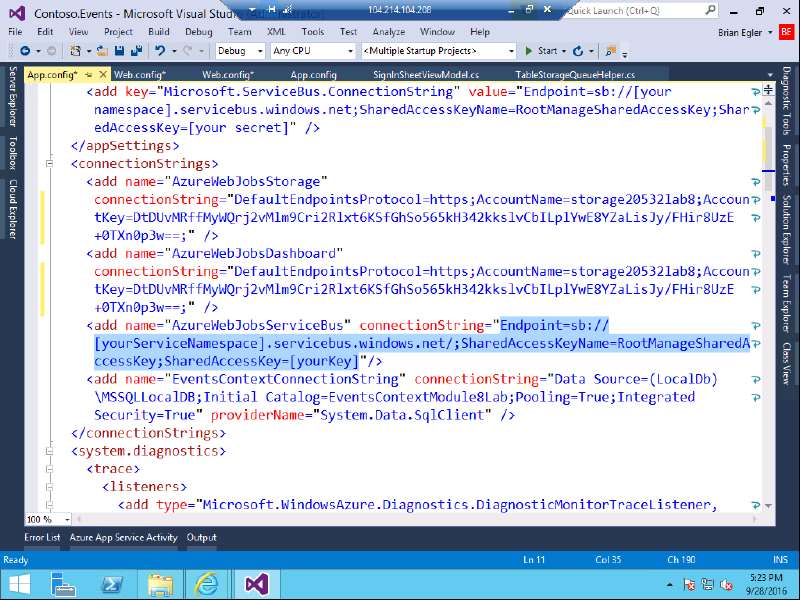 Contoso.Events - Microsoft Visual Stud
104.214.104.208
Quick Launch (Ctrl+Q)
File Edit View Project Build Debug Team XML Tools Test Analyze Window Help
Brian Egler
BE
Debug Any CPU <Multiple Startup Projects> Start
App.config* Web.config* Web.config* App.config SignInSheetViewModel.cs TableStorageQueueHelper.cs
Server Explorer
Toolbox
Cloud Explorer
<add key="Microsoft.ServiceBus.ConnectionString" value="Endpoint=sb://[your
namespace].servicebus.windows.net;SharedAccessKeyName=RootManageSharedAccessKey;Shar
edAccessKey=[your secret]" />
</appSettings>
<connectionStrings>
<add name="AzureWebJobsStorage"
connectionString="DefaultEndpointsProtocol=https;AccountName=storage20532lab8;Accoun
tKey=DtDUvMRffMyWQrj2vMlm9Cri2Rlxt6KSfGhSo565kH342kkslvCbILplYwE8YZaLisJy/FHir8UzE
+0TXn0p3w==;" />
<add name="AzureWebJobsDashboard"
connectionString="DefaultEndpointsProtocol=https;AccountName=storage20532lab8;Accoun
tKey=DtDUvMRffMyWQrj2vMlm9Cri2Rlxt6KSfGhSo565kH342kkslvCbILplYwE8YZaLisJy/FHir8UzE
+0TXn0p3w==;" />
<add name="AzureWebJobsServiceBus" connectionString="Endpoint=sb://
[yourServiceNamespace].servicebus.windows.net/;SharedAccessKeyName=RootManageSharedA
ccessKey;SharedAccessKey=[yourKey]"/>
<add name="EventsContextConnectionString" connectionString="Data Source=(LocalDb)
\MSSQLLocalDB;Initial Catalog=EventsContextModule8Lab;Pooling=True;Integrated
Security=True" providerName="System.Data.SqlClient" />
</connectionStrings>
<system.diagnostics>
<trace>
<listeners>
<add type="Microsoft.WindowsAzure.Diagnostics.DiagnosticMonitorTraceListener,
Diagnostic Tools
Properties
Solution Explorer
Team Explorer
Class View
100 %
Error List Azure App Service Activity Output
Ready Ln 11 Col 35 Ch 190 INS
5:23 PM
9/28/2016